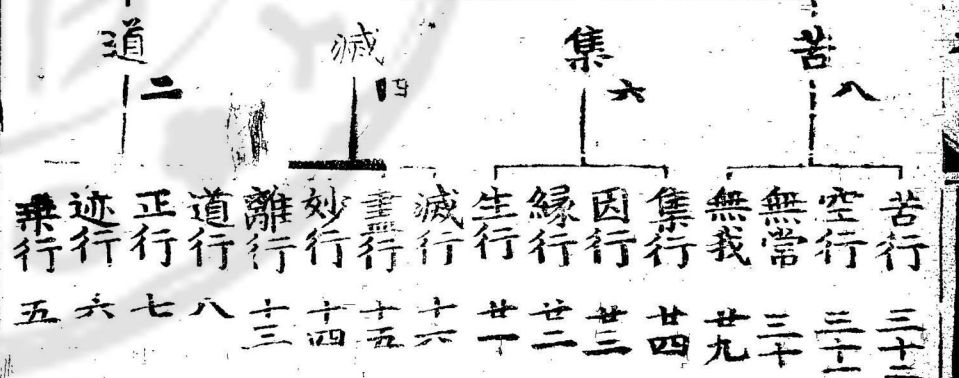 苦 八
集 六
滅 四
道 二
苦行 三十二
空行 三十一
無常 三十
無我 廿九
集行 廿四
因行 廿三
緣行 廿二
生行 廿一
滅行 十六
盡行 十五
妙行 十四
離行 十三
道行 八
正行 七
迹行 六
乗行 五